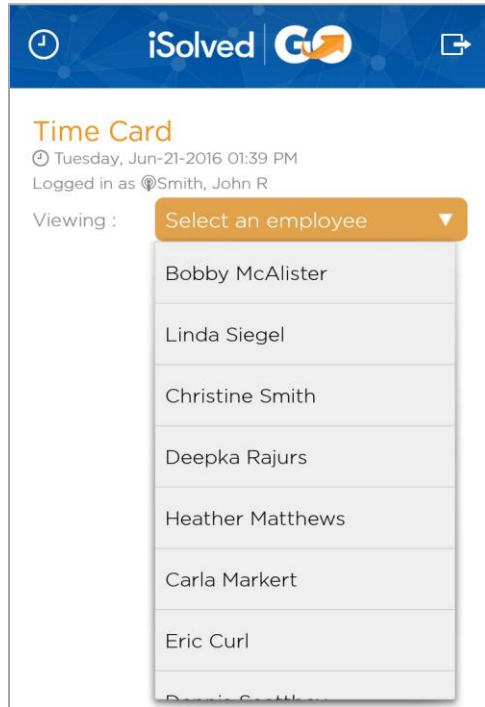 iSolved GO
Time Card
Tuesday, Jun-21-2016 01:39 PM
Logged in as Smith, John R
Viewing : Select an employee
Bobby McAlister
Linda Siegel
Christine Smith
Deepka Rajurs
Heather Matthews
Carla Markert
Eric Curl